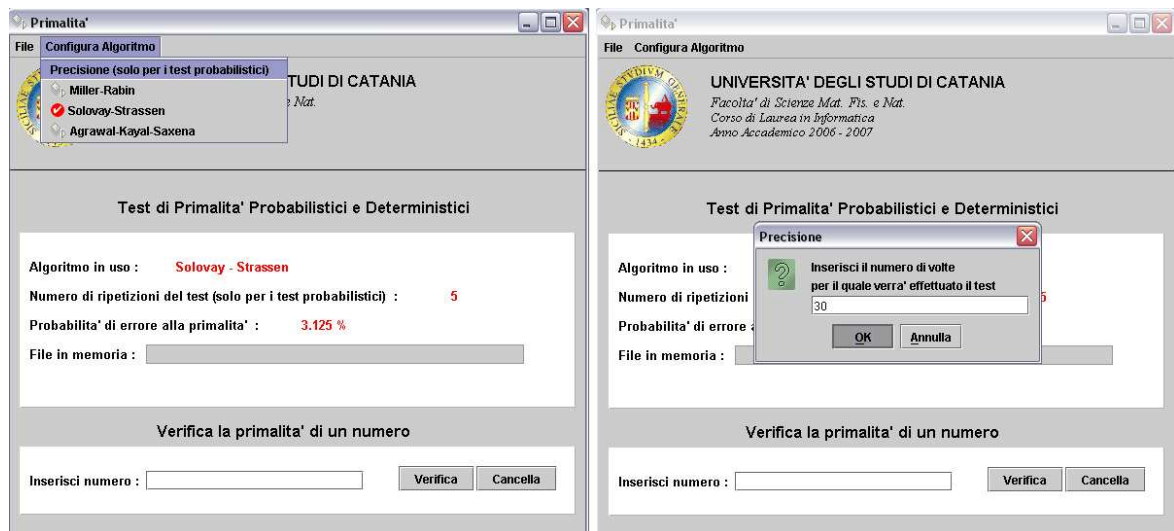 Primalita'
File Configura Algoritmo
Precisione (solo per i test probabilistici)
Miller-Rabin
Solovay-Strassen
Agrawal-Kayal-Saxena
TUDI DI CATANIA
Nat.
Test di Primalita' Probabilistici e Deterministici
Algoritmo in uso : Solovay - Strassen
Numero di ripetizioni del test (solo per i test probabilistici) : 5
Probabilita' di errore alla primalita' : 3.125 %
File in memoria :
Verifica la primalita' di un numero
Inserisci numero : Verifica Cancella
Primalita'
File Configura Algoritmo
UNIVERSITA' DEGLI STUDI DI CATANIA
Facolta' di Scienze Mat. Fis. e Nat.
Corso di Laurea in Informatica
Anno Accademico 2006 - 2007
Test di Primalita' Probabilistici e Deterministici
Precisione
Inserisci il numero di volte
per il quale verra' effettuato il test
30
OK Annulla
Algoritmo in uso :
Numero di ripetizioni
Probabilita' di errore
File in memoria :
Verifica la primalita' di un numero
Inserisci numero : Verifica Cancella